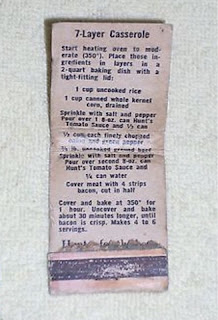 7-Layer Casserole
Start heating oven to mod-
erate (350°). Place these in-
gredients in layers in a
2-quart baking dish with a
tight-fitting lid:
1 cup uncooked rice
1 cup canned whole kernel
corn, drained
Sprinkle with salt and pepper
Pour over 1 8-oz. can Hunt's
Tomato Sauce and ½ can
½ cup each finely chopped
onion and green pepper
¾ lb. uncooked ground beef
Sprinkle with salt and pepper
Pour over second 8-oz. can
Hunt's Tomato Sauce and
¼ can water
Cover meat with 4 strips
bacon, cut in half
Cover and bake at 350° for
1 hour. Uncover and bake
about 30 minutes longer, until
bacon is crisp. Makes 4 to 6
servings.